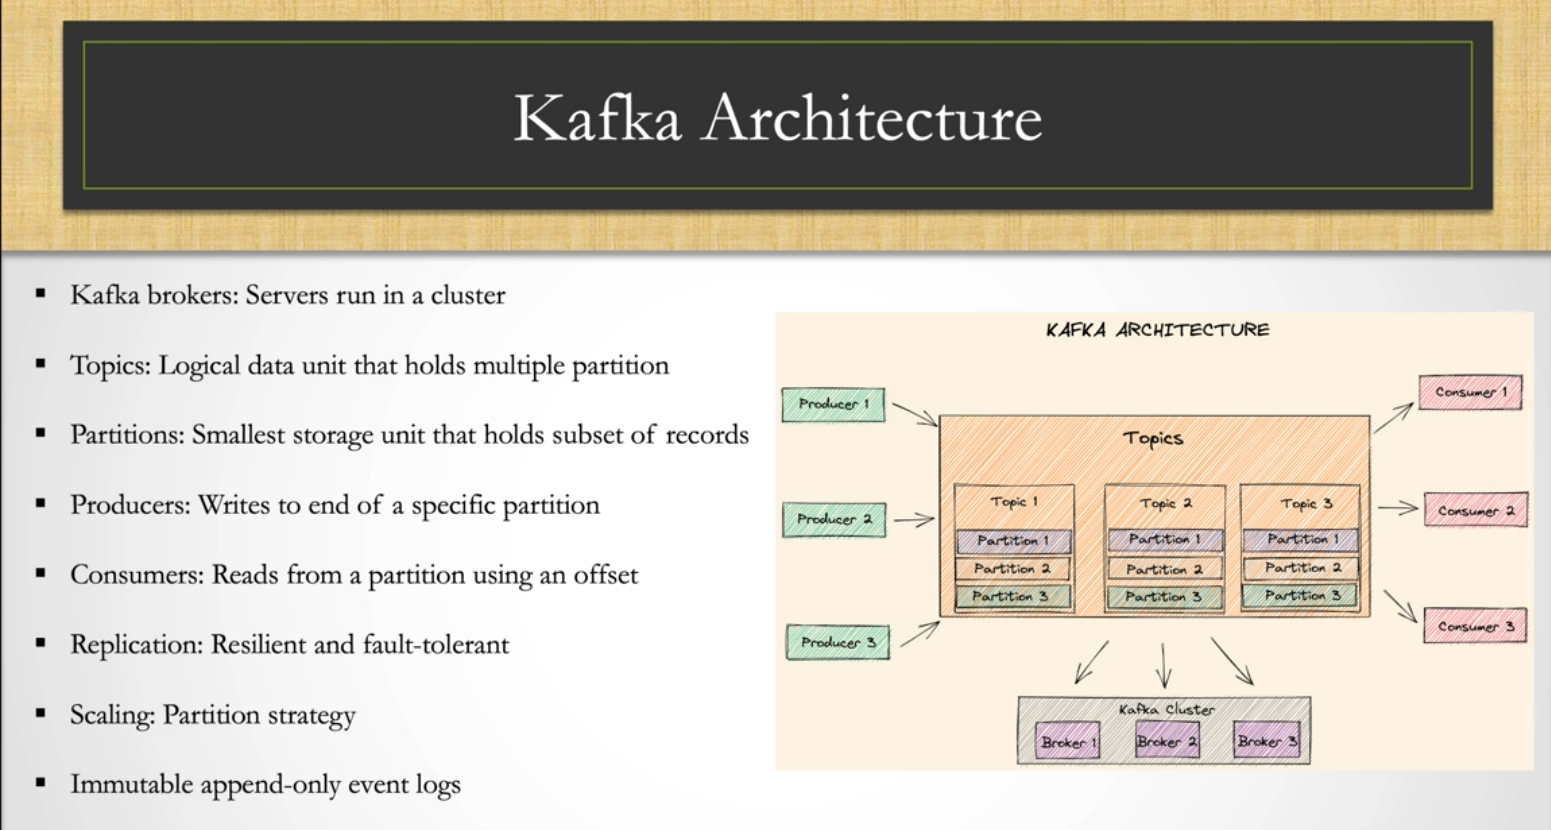 Kafka Architecture
▪ Kafka brokers: Servers run in a cluster
▪ Topics: Logical data unit that holds multiple partition
▪ Partitions: Smallest storage unit that holds subset of records
▪ Producers: Writes to end of a specific partition
▪ Consumers: Reads from a partition using an offset
▪ Replication: Resilient and fault-tolerant
▪ Scaling: Partition strategy
▪ Immutable append-only event logs
KAFKA ARCHITECTURE
Producer 1
Producer 2
Producer 3
Topics
Topic 1
Partition 1
Partition 2
Partition 3
Topic 2
Partition 1
Partition 2
Partition 3
Topic 3
Partition 1
Partition 2
Partition 3
Consumer 1
Consumer 2
Consumer 3
Kafka Cluster
Broker 1
Broker 2
Broker 3